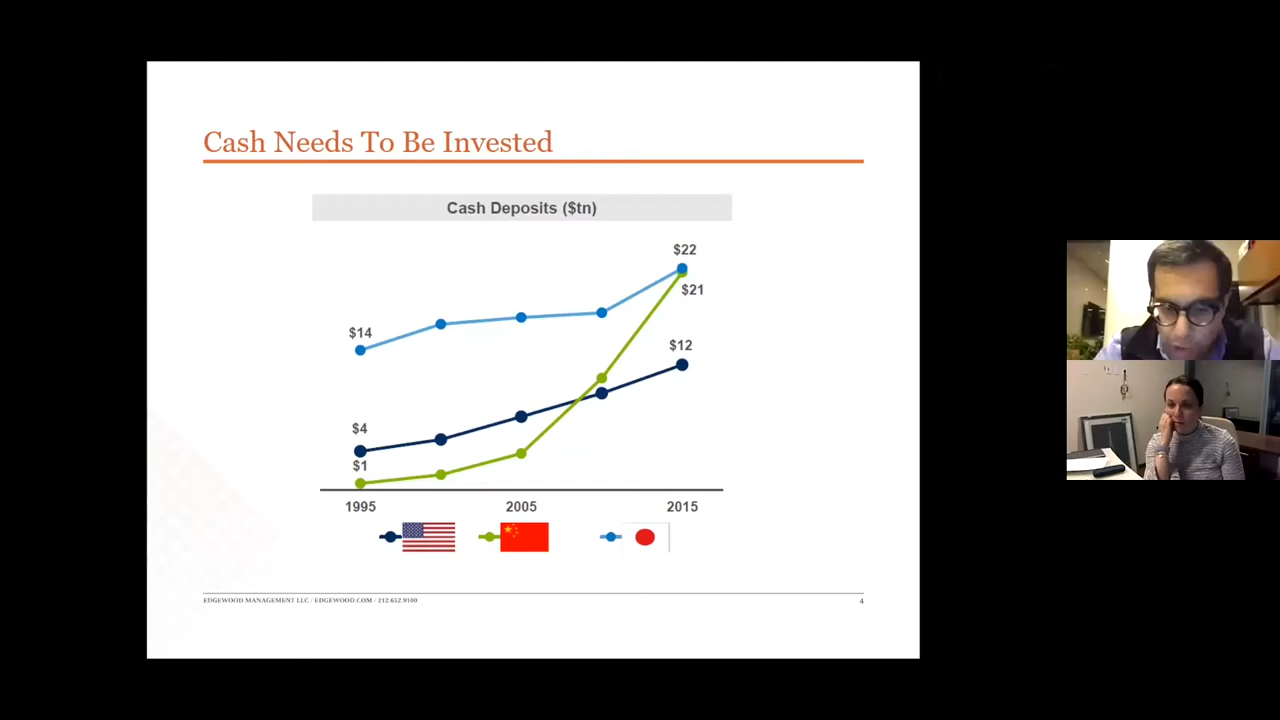 Cash Needs To Be Invested
Cash Deposits ($tn)
$22
$21
$14
$12
$4
$1
1995 2005 2015
EDGEWOOD MANAGEMENT LLC / EDGEWOOD.COM / 212.652.9100 4